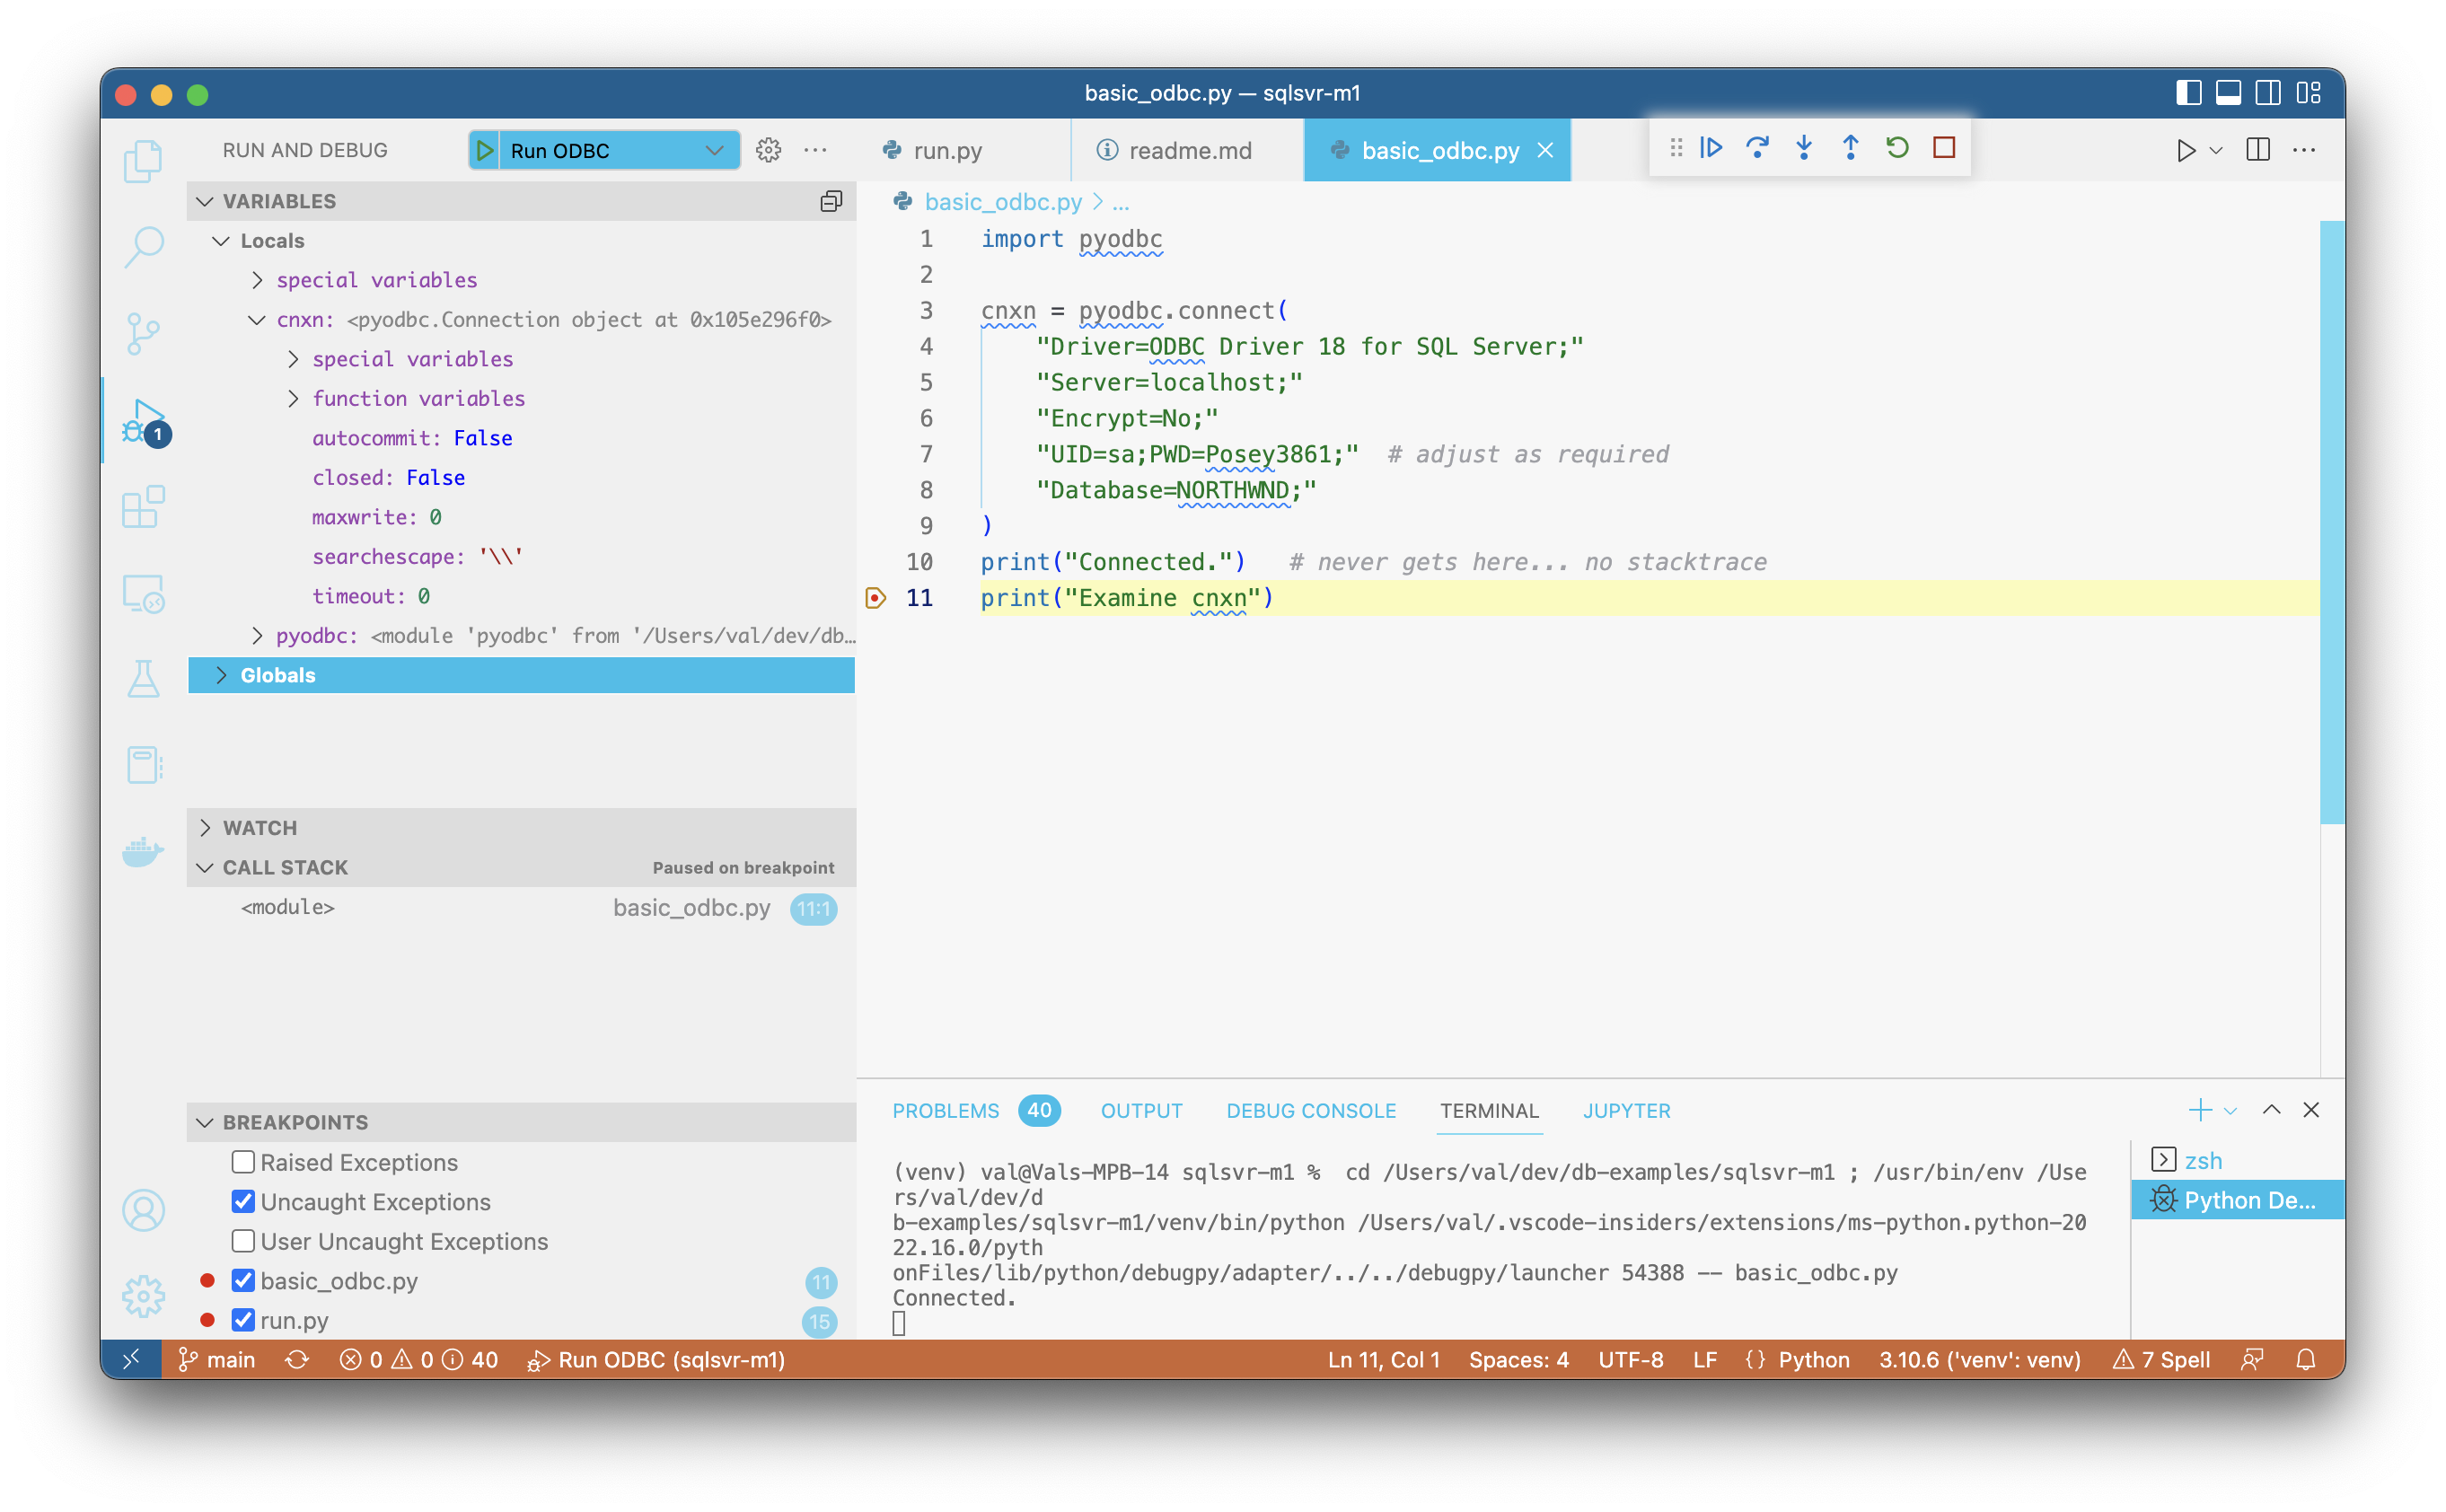 basic_odbc.py — sqlsvr-m1
RUN AND DEBUG
Run ODBC
run.py
readme.md
basic_odbc.py
VARIABLES
Locals
special variables
cnxn: <pyodbc.Connection object at 0x105e296f0>
special variables
function variables
autocommit: False
closed: False
maxwrite: 0
searchescape: '\\'
timeout: 0
pyodbc: <module 'pyodbc' from '/Users/val/dev/db…
Globals
WATCH
CALL STACK
Paused on breakpoint
<module>
basic_odbc.py
11:1
BREAKPOINTS
Raised Exceptions
Uncaught Exceptions
User Uncaught Exceptions
basic_odbc.py 11
run.py 15
1
basic_odbc.py > ...
1 import pyodbc
2
3 cnxn = pyodbc.connect(
4 "Driver=ODBC Driver 18 for SQL Server;"
5 "Server=localhost;"
6 "Encrypt=No;"
7 "UID=sa;PWD=Posey3861;"  # adjust as required
8 "Database=NORTHWND;"
9 )
10 print("Connected.")   # never gets here... no stacktrace
11 print("Examine cnxn")
PROBLEMS 40 OUTPUT DEBUG CONSOLE TERMINAL JUPYTER
(venv) val@Vals-MPB-14 sqlsvr-m1 %  cd /Users/val/dev/db-examples/sqlsvr-m1 ; /usr/bin/env /Use
rs/val/dev/d
b-examples/sqlsvr-m1/venv/bin/python /Users/val/.vscode-insiders/extensions/ms-python.python-20
22.16.0/pyth
onFiles/lib/python/debugpy/adapter/../../debugpy/launcher 54388 -- basic_odbc.py
Connected.
zsh
Python De...
main 0 0 40 Run ODBC (sqlsvr-m1) Ln 11, Col 1 Spaces: 4 UTF-8 LF {} Python 3.10.6 ('venv': venv) 7 Spell